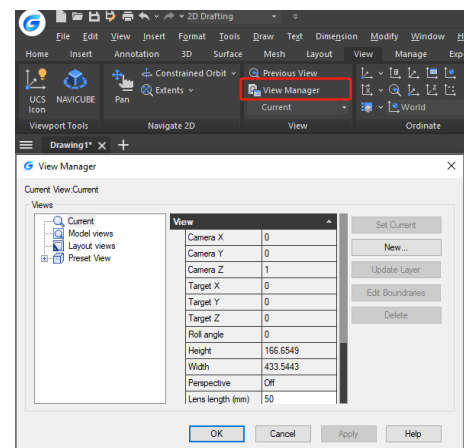 2D Drafting
File Edit View Insert Format Tools Draw Text Dimension Modify Window H
Home Insert Annotation 3D Surface Mesh Layout View Manage Exp
UCS Icon
NAVICUBE
Pan
Constrained Orbit
Extents
Previous View
View Manager
Current
World
Viewport Tools Navigate 2D View Ordinate
Drawing1*
View Manager
Current View:Current
Views
Current
Model views
Layout views
Preset View
View
Camera X 0
Camera Y 0
Camera Z 1
Target X 0
Target Y 0
Target Z 0
Roll angle 0
Height 166.6549
Width 433.5443
Perspective Off
Lens length (mm) 50
Set Current
New...
Update Layer
Edit Boundraries
Delete
OK Cancel Apply Help